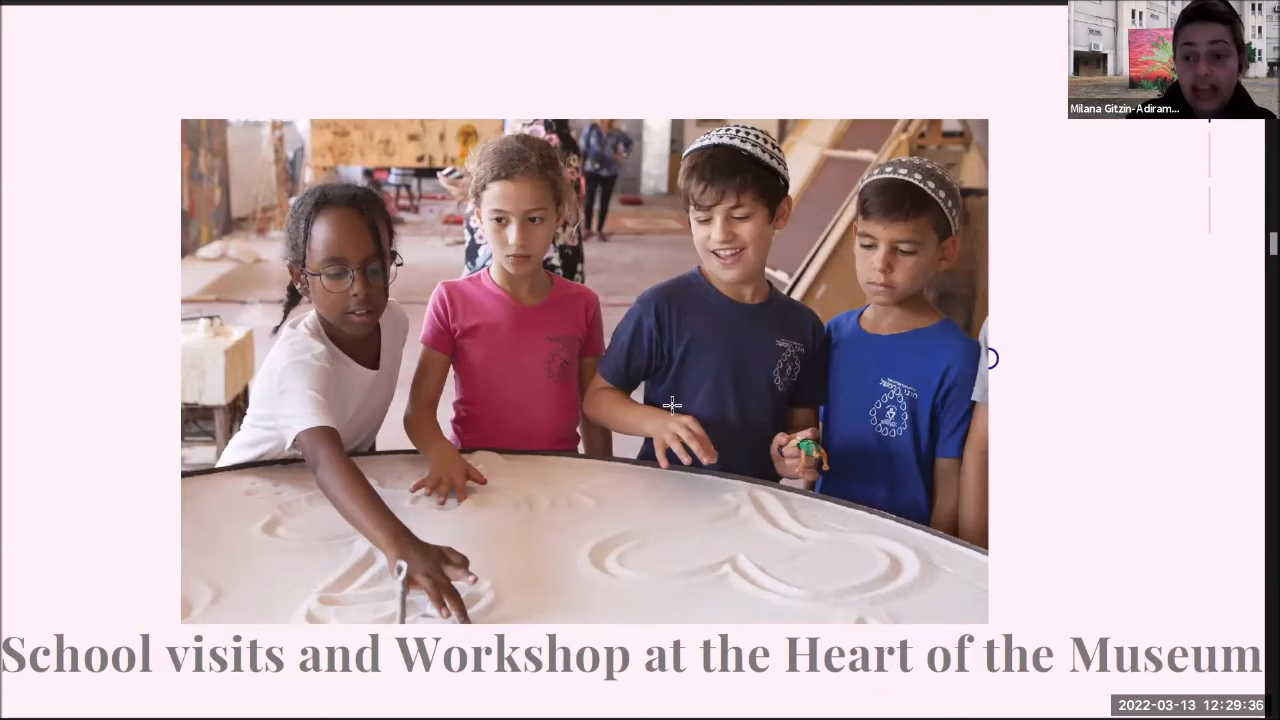 Milana Gitzin-Adiram...
School visits and Workshop at the Heart of the Museum
2022-03-13 12:29:36